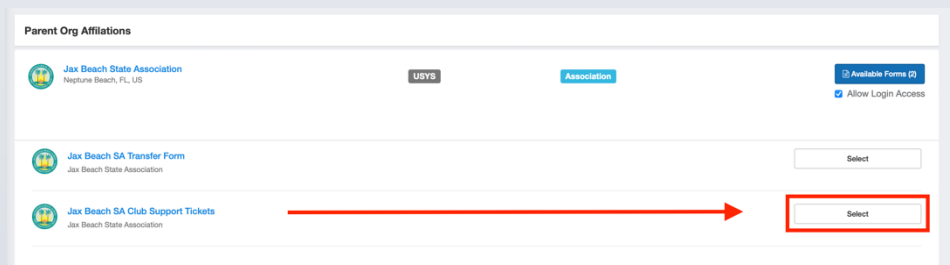 Parent Org Affilations
Jax Beach State Association
Neptune Beach, FL, US
USYS
Association
Available Forms (2)
Allow Login Access
Jax Beach SA Transfer Form
Jax Beach State Association
Select
Jax Beach SA Club Support Tickets
Jax Beach State Association
Select